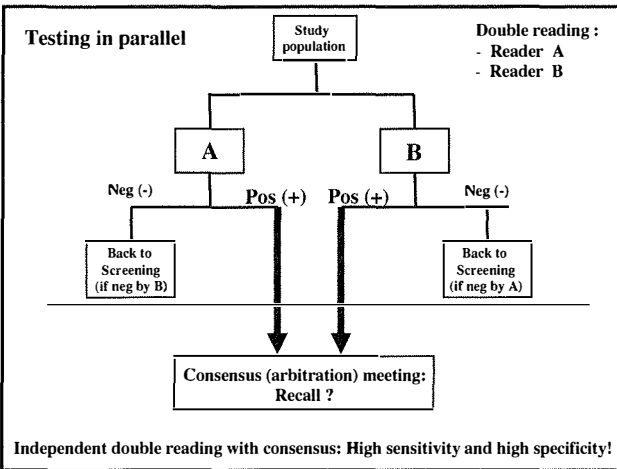 Testing in parallel
Study
population
Double reading :
- Reader A
- Reader B
A
B
Neg (-)
Pos (+)
Pos (+)
Neg (-)
Back to
Screening
(if neg by B)
Back to
Screening
(if neg by A)
Consensus (arbitration) meeting:
Recall ?
Independent double reading with consensus: High sensitivity and high specificity!